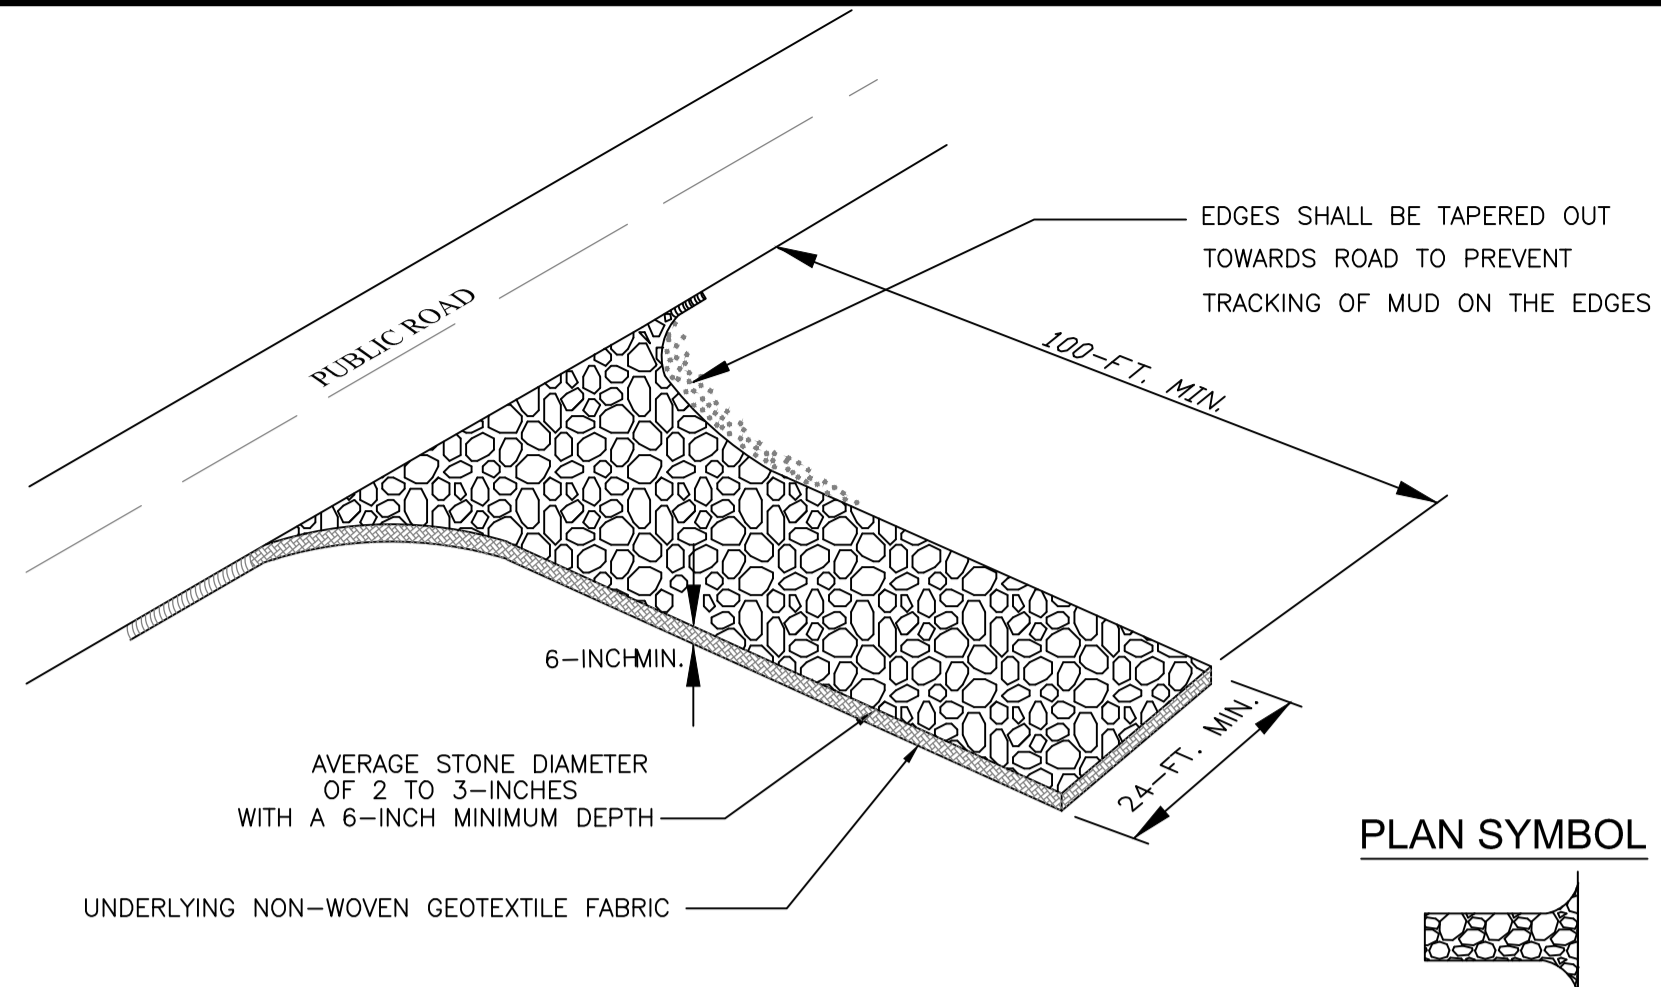 EDGES SHALL BE TAPERED OUT
TOWARDS ROAD TO PREVENT
TRACKING OF MUD ON THE EDGES
PUBLIC ROAD
100-FT. MIN.
6-INCHMIN.
24-FT. MIN.
AVERAGE STONE DIAMETER
OF 2 TO 3-INCHES
WITH A 6-INCH MINIMUM DEPTH
UNDERLYING NON-WOVEN GEOTEXTILE FABRIC
PLAN SYMBOL